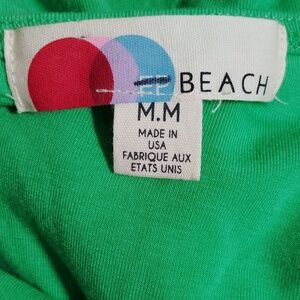 BEACH
M.M
MADE IN
USA
FABRIQUE AUX
ETATS UNIS